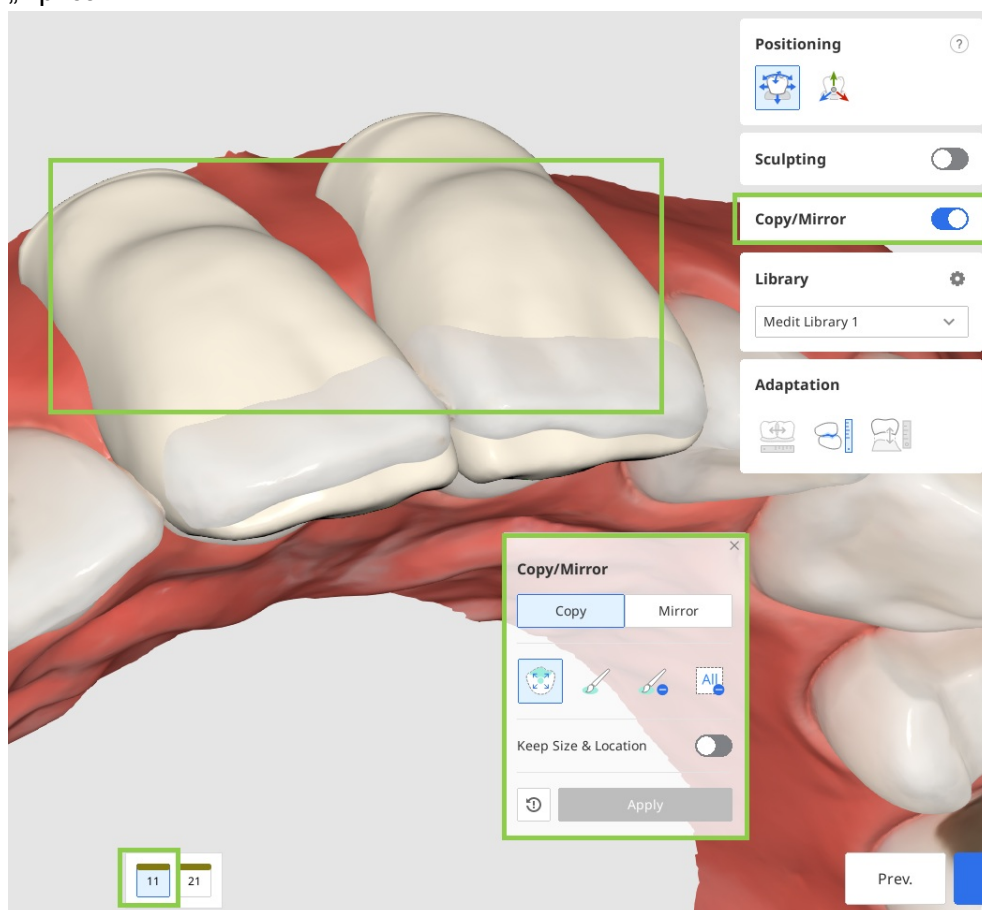 Positioning
?
Sculpting
Copy/Mirror
Library
Medit Library 1
Adaptation
Copy/Mirror
Copy Mirror
All
Keep Size & Location
Apply
11 21
Prev.